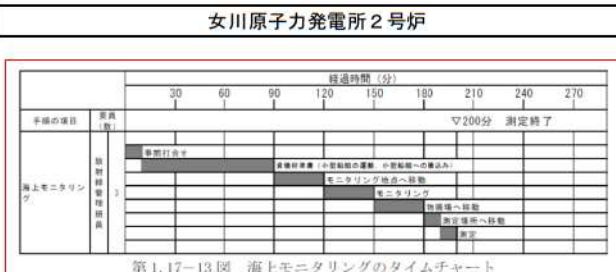 女川原子力発電所2号炉
経過時間(分)
30 60 90 120 150 180 210 240 270
手順の項目
要員(数)
▽200分 測定終了
海上モニタリング
放射線管理班員
3
事前打合せ
資機材準備(小型船舶の運搬、小型船舶への積込み)
モニタリング地点へ移動
モニタリング
物揚場へ移動
測定場所へ移動
測定
第1.17-13図 海上モニタリングのタイムチャート